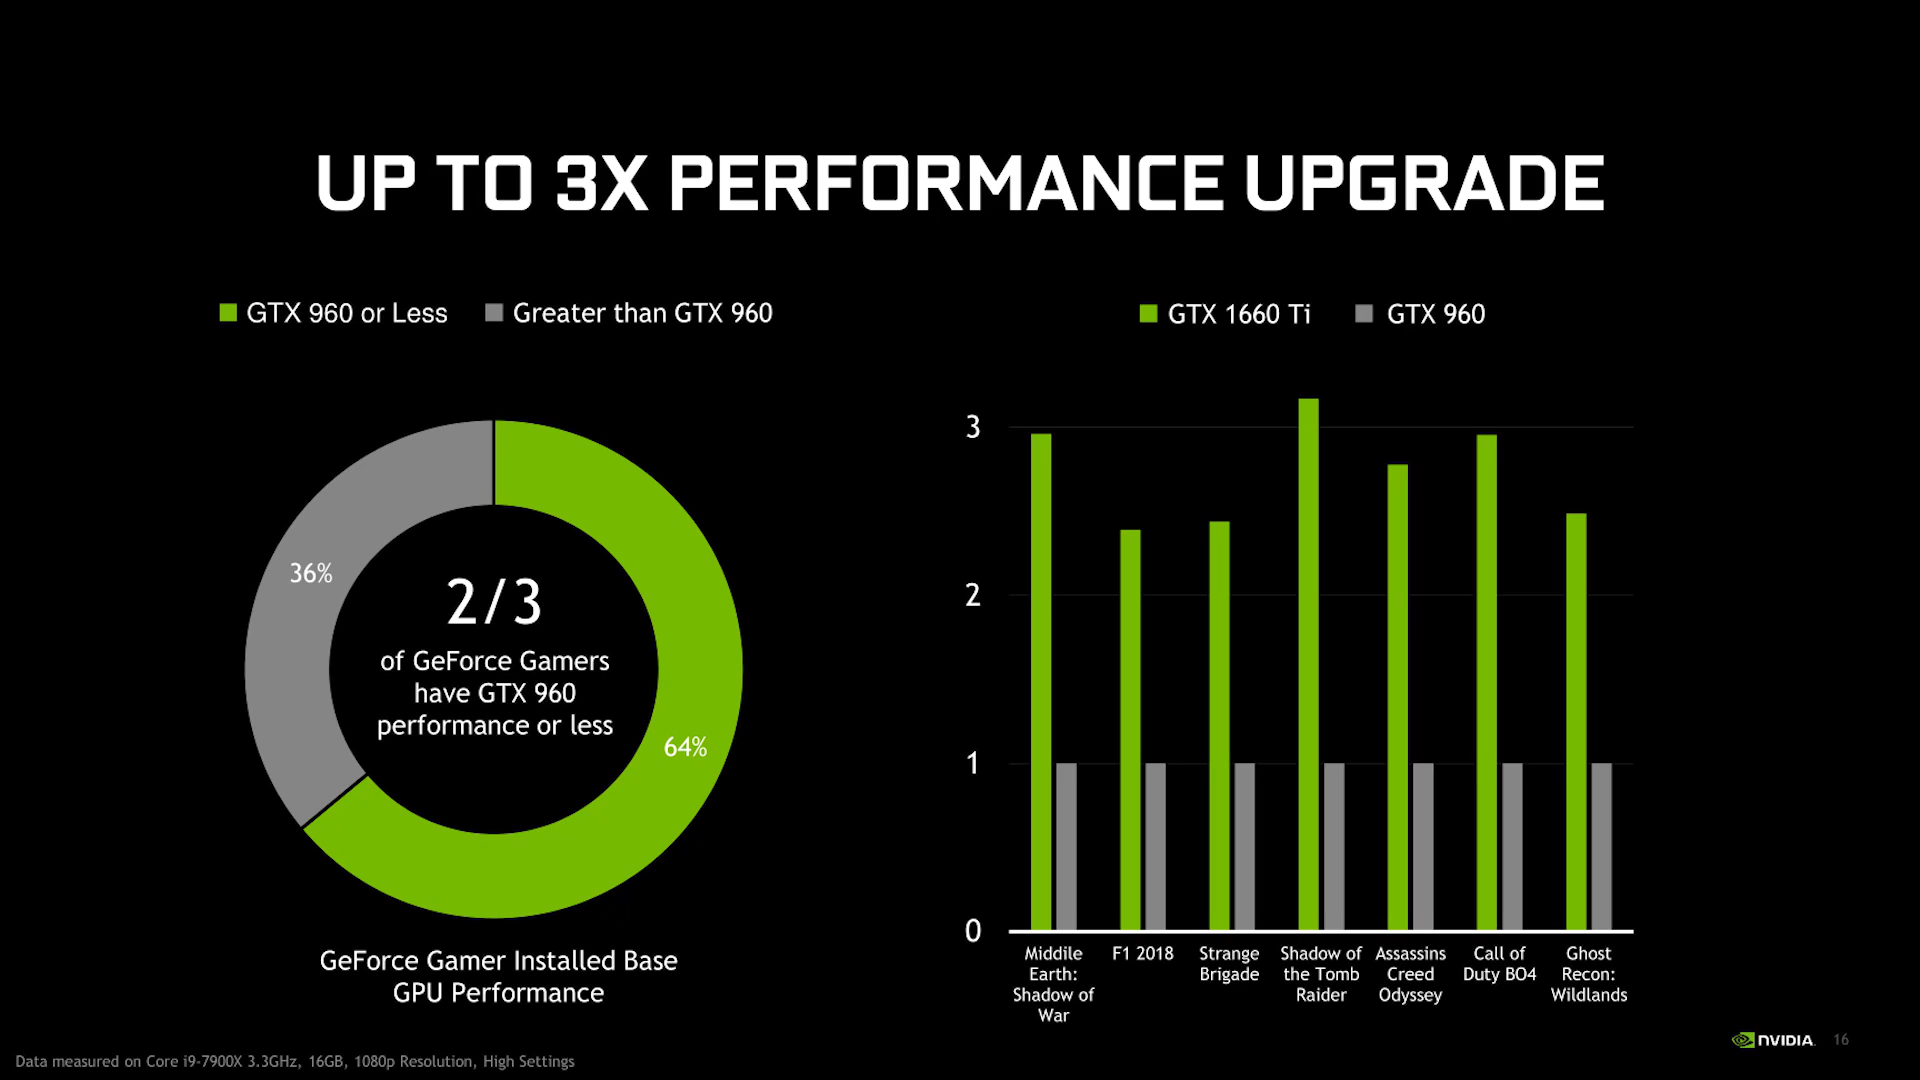 UP TO 3X PERFORMANCE UPGRADE
GTX 960 or Less
Greater than GTX 960
36%
2/3
of GeForce Gamers
have GTX 960
performance or less
64%
GeForce Gamer Installed Base
GPU Performance
GTX 1660 Ti
GTX 960
3
2
1
0
Middile
Earth:
Shadow of
War
F1 2018
Strange
Brigade
Shadow of
the Tomb
Raider
Assassins
Creed
Odyssey
Call of
Duty BO4
Ghost
Recon:
Wildlands
Data measured on Core i9-7900X 3.3GHz, 16GB, 1080p Resolution, High Settings
NVIDIA.
16